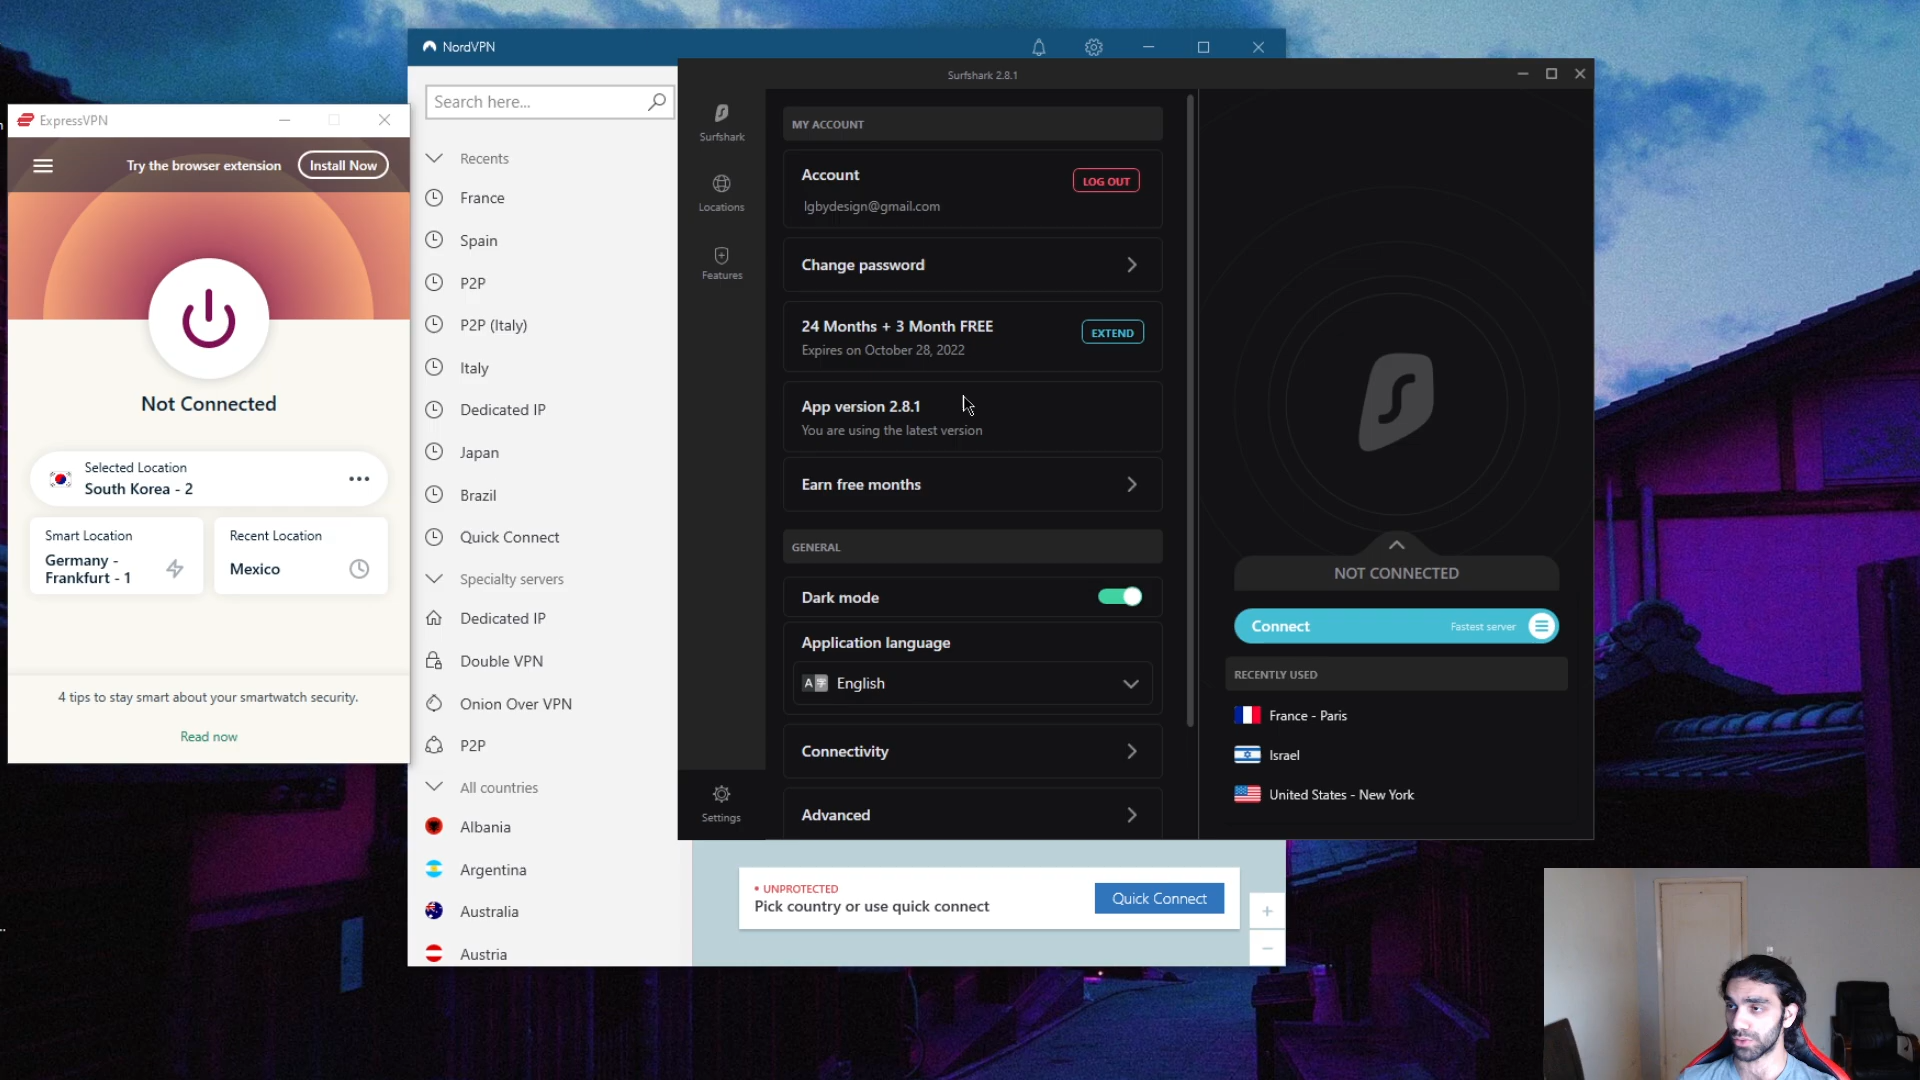 ExpressVPN
Try the browser extension
Install Now
Not Connected
Selected Location
South Korea - 2
Smart Location
Germany -
Frankfurt - 1
Recent Location
Mexico
4 tips to stay smart about your smartwatch security.
Read now
NordVPN
Search here...
Recents
France
Spain
P2P
P2P (Italy)
Italy
Dedicated IP
Japan
Brazil
Quick Connect
Specialty servers
Dedicated IP
Double VPN
Onion Over VPN
P2P
All countries
Albania
Argentina
Australia
Austria
• UNPROTECTED
Pick country or use quick connect
Quick Connect
Surfshark 2.8.1
Surfshark
Locations
Features
Settings
MY ACCOUNT
Account
lgbydesign@gmail.com
LOG OUT
Change password
24 Months + 3 Month FREE
Expires on October 28, 2022
EXTEND
App version 2.8.1
You are using the latest version
Earn free months
GENERAL
Dark mode
Application language
English
Connectivity
Advanced
NOT CONNECTED
Connect
Fastest server
RECENTLY USED
France - Paris
Israel
United States - New York